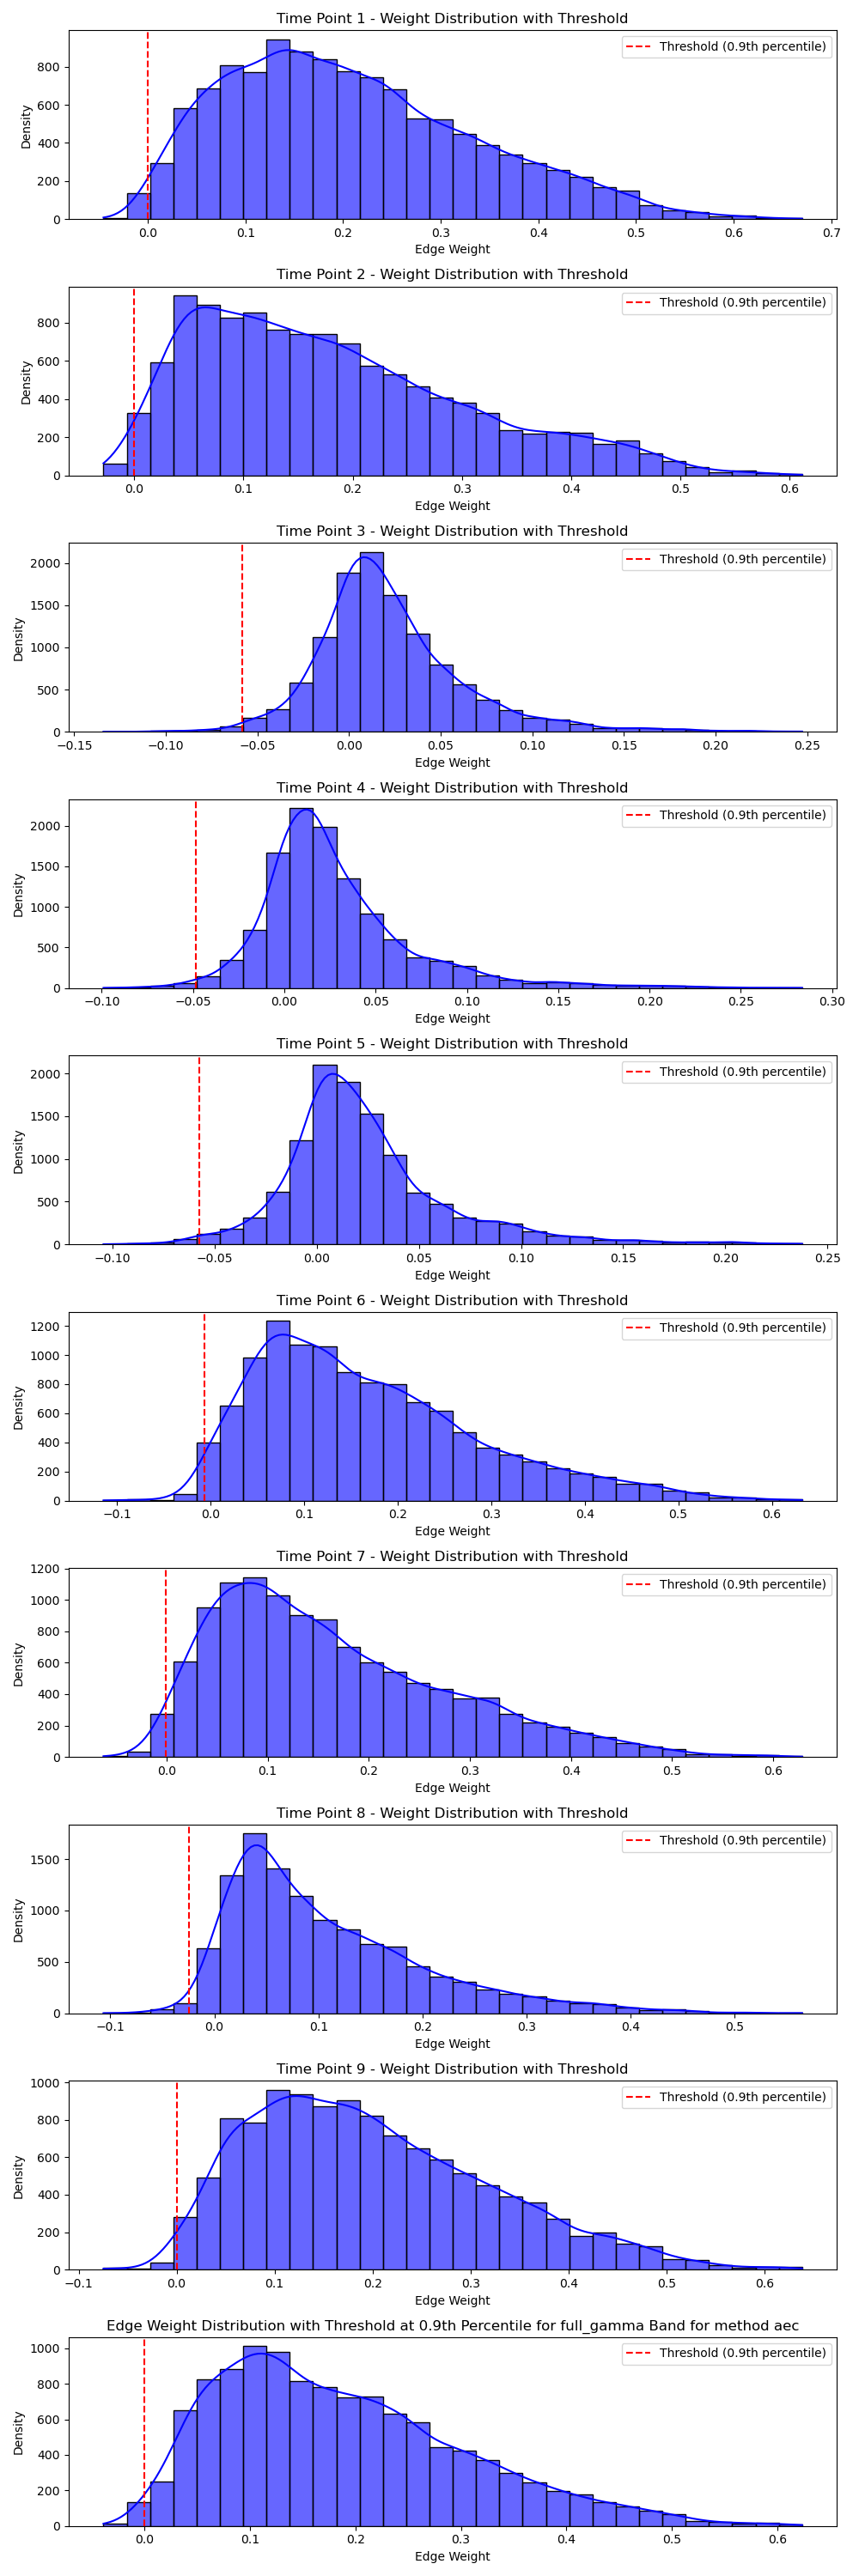 Time Point 1 - Weight Distribution with Threshold
Threshold (0.9th percentile)
Density
800
600
400
200
0
0.0 0.1 0.2 0.3 0.4 0.5 0.6 0.7
Edge Weight
Time Point 2 - Weight Distribution with Threshold
Threshold (0.9th percentile)
Density
800
600
400
200
0
0.0 0.1 0.2 0.3 0.4 0.5 0.6
Edge Weight
Time Point 3 - Weight Distribution with Threshold
Threshold (0.9th percentile)
Density
2000
1500
1000
500
0
−0.15 −0.10 −0.05 0.00 0.05 0.10 0.15 0.20 0.25
Edge Weight
Time Point 4 - Weight Distribution with Threshold
Threshold (0.9th percentile)
Density
2000
1500
1000
500
0
−0.10 −0.05 0.00 0.05 0.10 0.15 0.20 0.25 0.30
Edge Weight
Time Point 5 - Weight Distribution with Threshold
Threshold (0.9th percentile)
Density
2000
1500
1000
500
0
−0.10 −0.05 0.00 0.05 0.10 0.15 0.20 0.25
Edge Weight
Time Point 6 - Weight Distribution with Threshold
Threshold (0.9th percentile)
Density
1200
1000
800
600
400
200
0
−0.1 0.0 0.1 0.2 0.3 0.4 0.5 0.6
Edge Weight
Time Point 7 - Weight Distribution with Threshold
Threshold (0.9th percentile)
Density
1200
1000
800
600
400
200
0
0.0 0.1 0.2 0.3 0.4 0.5 0.6
Edge Weight
Time Point 8 - Weight Distribution with Threshold
Threshold (0.9th percentile)
Density
1500
1000
500
0
−0.1 0.0 0.1 0.2 0.3 0.4 0.5
Edge Weight
Time Point 9 - Weight Distribution with Threshold
Threshold (0.9th percentile)
Density
1000
800
600
400
200
0
−0.1 0.0 0.1 0.2 0.3 0.4 0.5 0.6
Edge Weight
Edge Weight Distribution with Threshold at 0.9th Percentile for full_gamma Band for method aec
Threshold (0.9th percentile)
Density
1000
800
600
400
200
0
0.0 0.1 0.2 0.3 0.4 0.5 0.6
Edge Weight